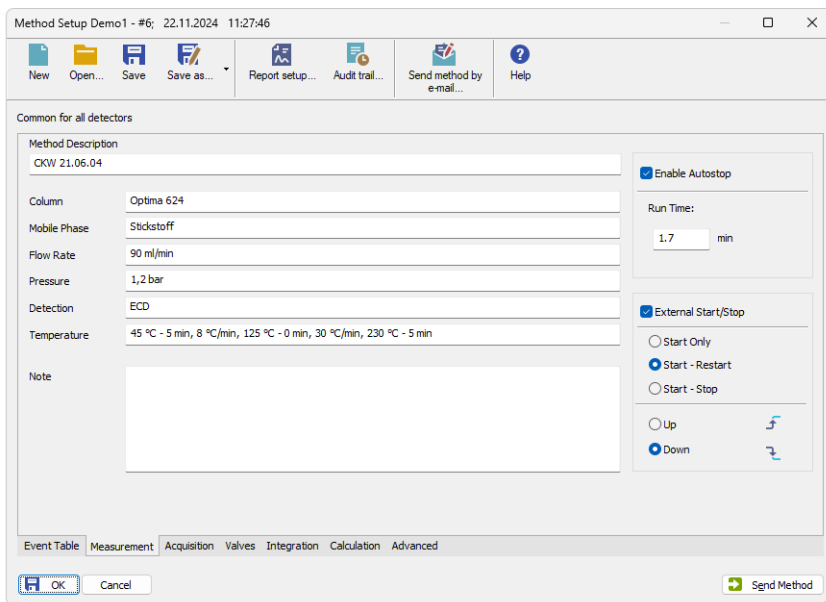 Method Setup Demo1 - #6;  22.11.2024  11:27:46
New Open... Save Save as... Report setup... Audit trail... Send method by e-mail... Help
Common for all detectors
Method Description
CKW 21.06.04
Column Optima 624
Mobile Phase Stickstoff
Flow Rate 90 ml/min
Pressure 1,2 bar
Detection ECD
Temperature 45 °C - 5 min, 8 °C/min, 125 °C - 0 min, 30 °C/min, 230 °C - 5 min
Note
Enable Autostop
Run Time:
1.7 min
External Start/Stop
Start Only
Start - Restart
Start - Stop
Up
Down
Event Table Measurement Acquisition Valves Integration Calculation Advanced
OK Cancel Send Method